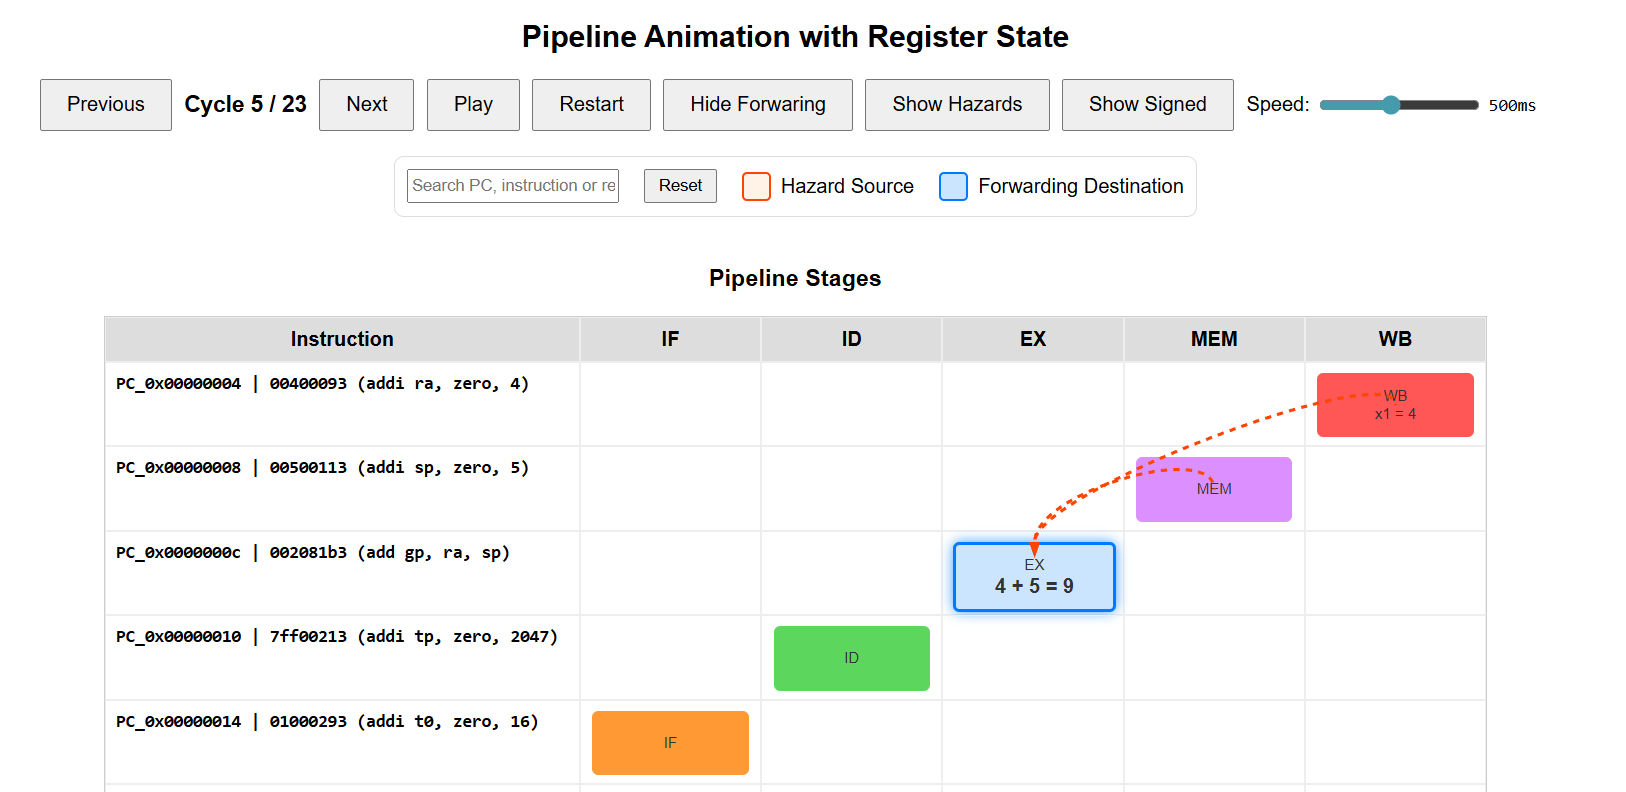 Pipeline Animation with Register State
Previous Cycle 5 / 23 Next Play Restart Hide Forwaring Show Hazards Show Signed Speed: 500ms
Search PC, instruction or re Reset Hazard Source Forwarding Destination
Pipeline Stages
Instruction IF ID EX MEM WB
PC_0x00000004 | 00400093 (addi ra, zero, 4)
WB
x1 = 4
PC_0x00000008 | 00500113 (addi sp, zero, 5)
MEM
PC_0x0000000c | 002081b3 (add gp, ra, sp)
EX
4 + 5 = 9
PC_0x00000010 | 7ff00213 (addi tp, zero, 2047)
ID
PC_0x00000014 | 01000293 (addi t0, zero, 16)
IF